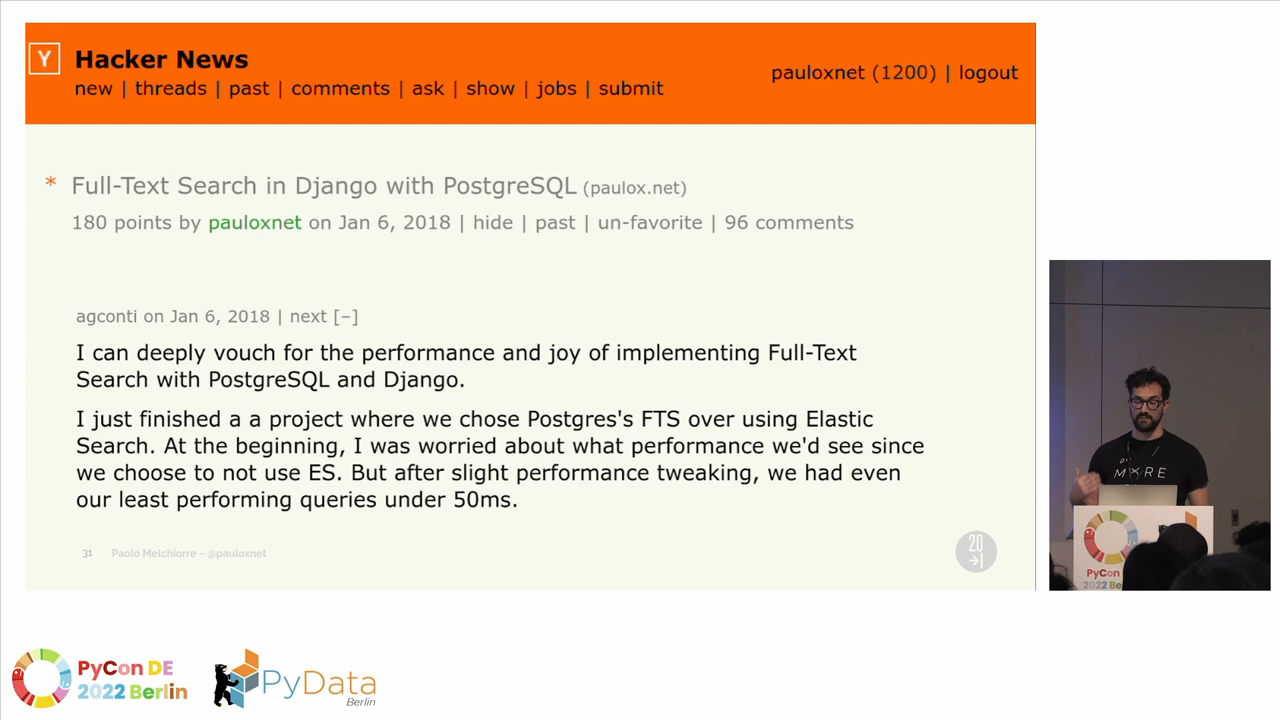 Y Hacker News
new | threads | past | comments | ask | show | jobs | submit
pauloxnet (1200) | logout
* Full-Text Search in Django with PostgreSQL (paulox.net)
180 points by pauloxnet on Jan 6, 2018 | hide | past | un-favorite | 96 comments
agconti on Jan 6, 2018 | next [–]
I can deeply vouch for the performance and joy of implementing Full-Text
Search with PostgreSQL and Django.
I just finished a a project where we chose Postgres's FTS over using Elastic
Search. At the beginning, I was worried about what performance we'd see since
we choose to not use ES. But after slight performance tweaking, we had even
our least performing queries under 50ms.
31 Paolo Melchiorre – @pauloxnet
20
→1
PyCon
2022 Be
PyCon DE
2022 Berlin
PyData
Berlin